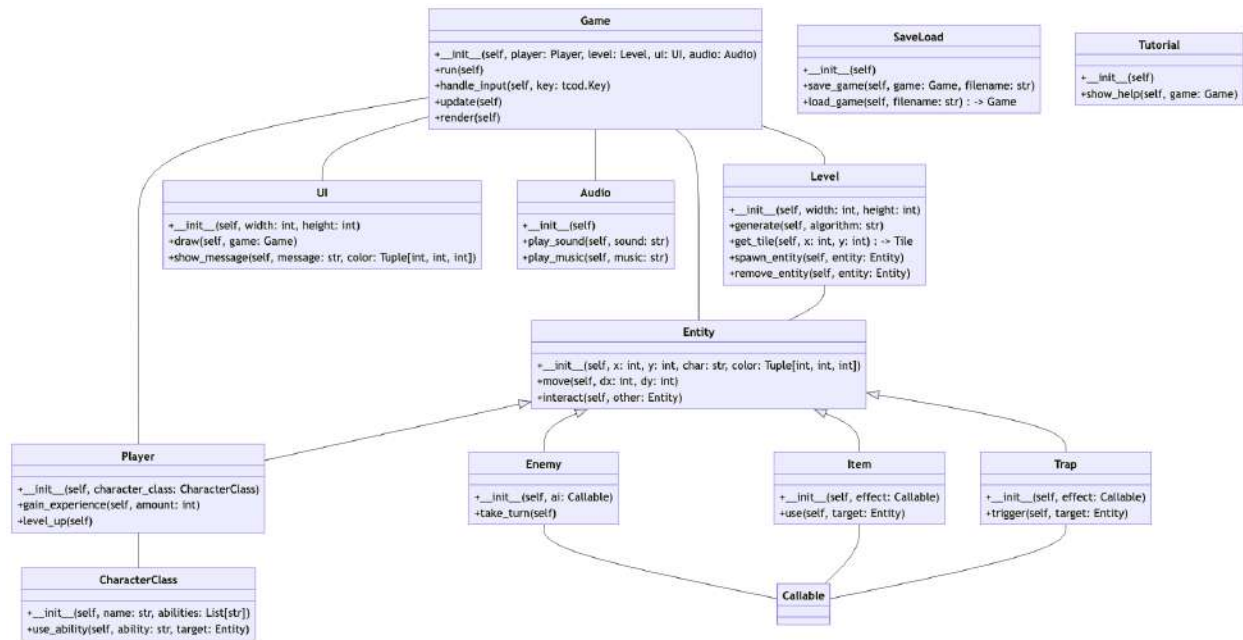 Game
+__init__(self, player: Player, level: Level, ui: UI, audio: Audio)
+run(self)
+handle_input(self, key: tcod.Key)
+update(self)
+render(self)
SaveLoad
+__init__(self)
+save_game(self, game: Game, filename: str)
+load_game(self, filename: str) : -> Game
Tutorial
+__init__(self)
+show_help(self, game: Game)
UI
+__init__(self, width: int, height: int)
+draw(self, game: Game)
+show_message(self, message: str, color: Tuple[int, int, int])
Audio
+__init__(self)
+play_sound(self, sound: str)
+play_music(self, music: str)
Level
+__init__(self, width: int, height: int)
+generate(self, algorithm: str)
+get_tile(self, x: int, y: int) : -> Tile
+spawn_entity(self, entity: Entity)
+remove_entity(self, entity: Entity)
Entity
+__init__(self, x: int, y: int, char: str, color: Tuple[int, int, int])
+move(self, dx: int, dy: int)
+interact(self, other: Entity)
Player
+__init__(self, character_class: CharacterClass)
+gain_experience(self, amount: int)
+level_up(self)
Enemy
+__init__(self, ai: Callable)
+take_turn(self)
Item
+__init__(self, effect: Callable)
+use(self, target: Entity)
Trap
+__init__(self, effect: Callable)
+trigger(self, target: Entity)
CharacterClass
+__init__(self, name: str, abilities: List[str])
+use_ability(self, ability: str, target: Entity)
Callable